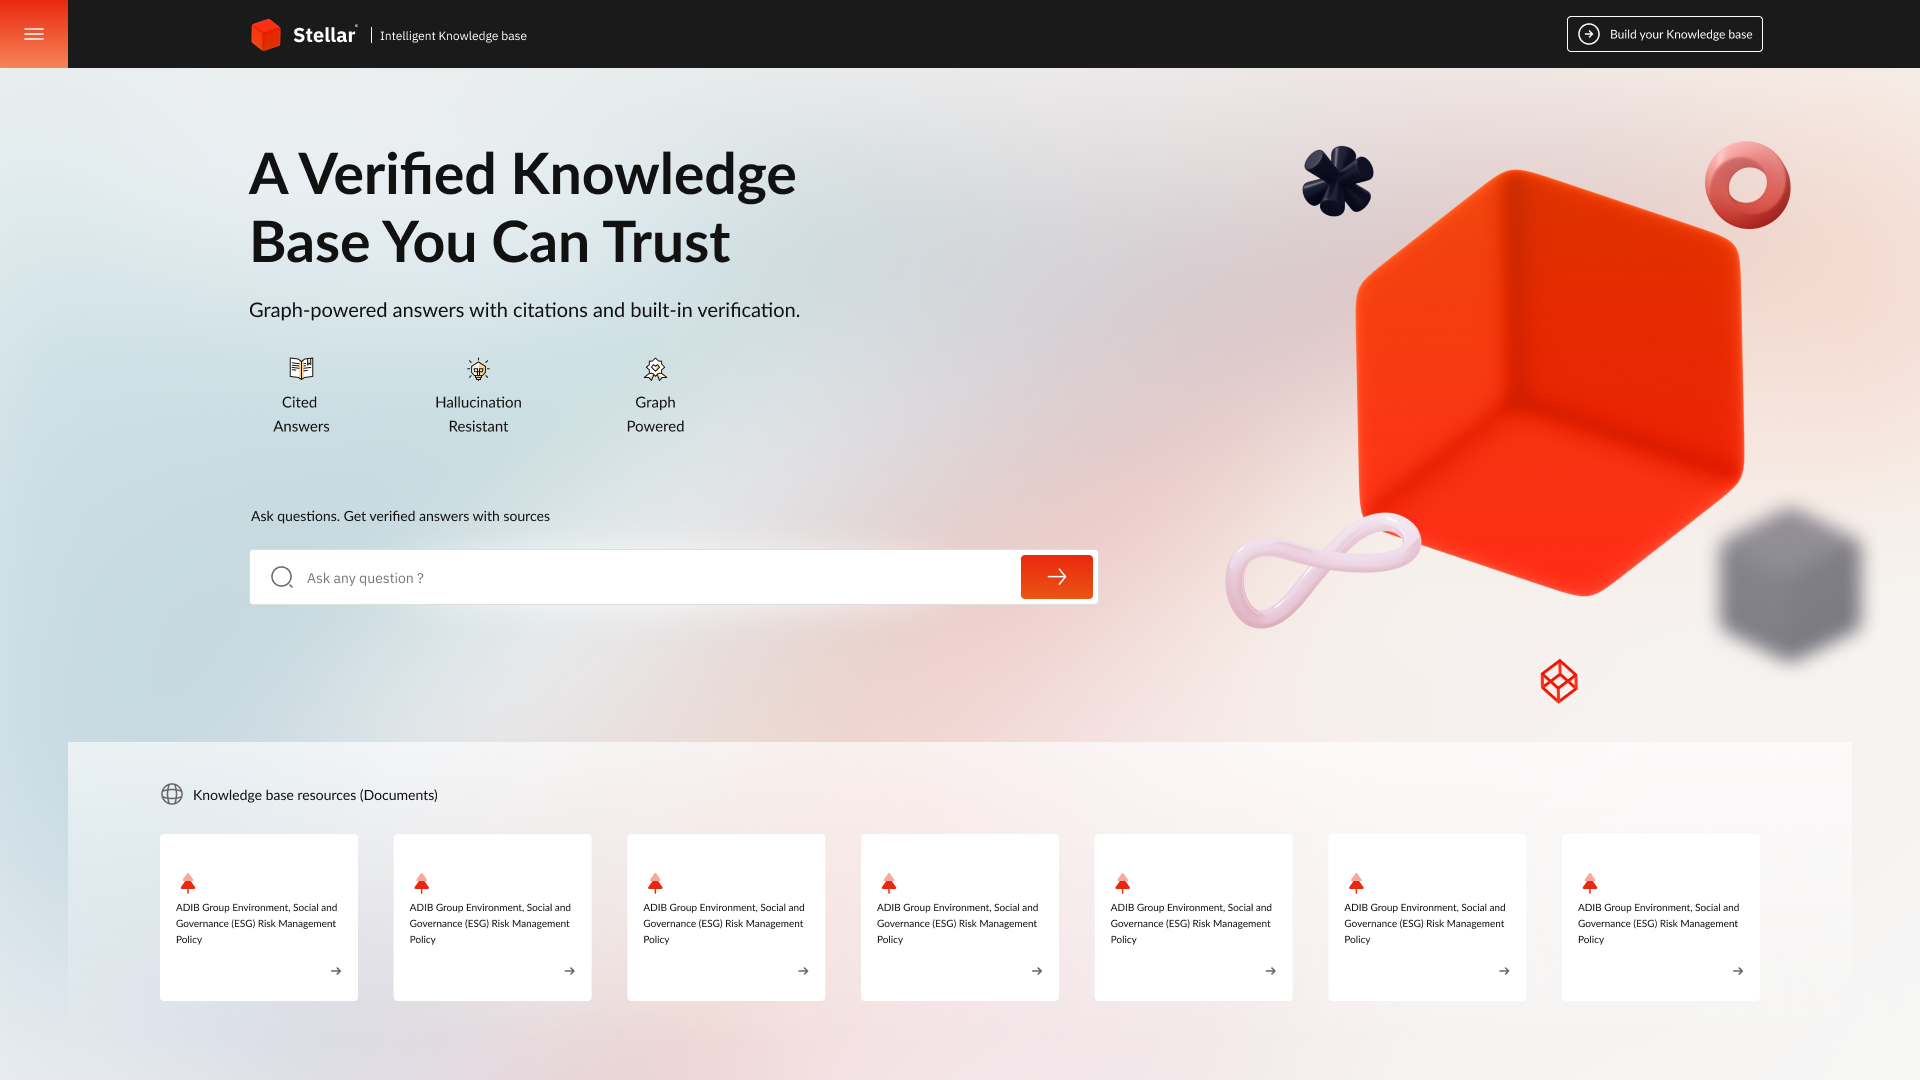 Stellar
Intelligent Knowledge base
Build your Knowledge base
A Verified Knowledge
Base You Can Trust
Graph-powered answers with citations and built-in verification.
Cited
Answers
Hallucination
Resistant
Graph
Powered
Ask questions. Get verified answers with sources
Ask any question ?
Knowledge base resources (Documents)
ADIB Group Environment, Social and
Governance (ESG) Risk Management
Policy
ADIB Group Environment, Social and
Governance (ESG) Risk Management
Policy
ADIB Group Environment, Social and
Governance (ESG) Risk Management
Policy
ADIB Group Environment, Social and
Governance (ESG) Risk Management
Policy
ADIB Group Environment, Social and
Governance (ESG) Risk Management
Policy
ADIB Group Environment, Social and
Governance (ESG) Risk Management
Policy
ADIB Group Environment, Social and
Governance (ESG) Risk Management
Policy